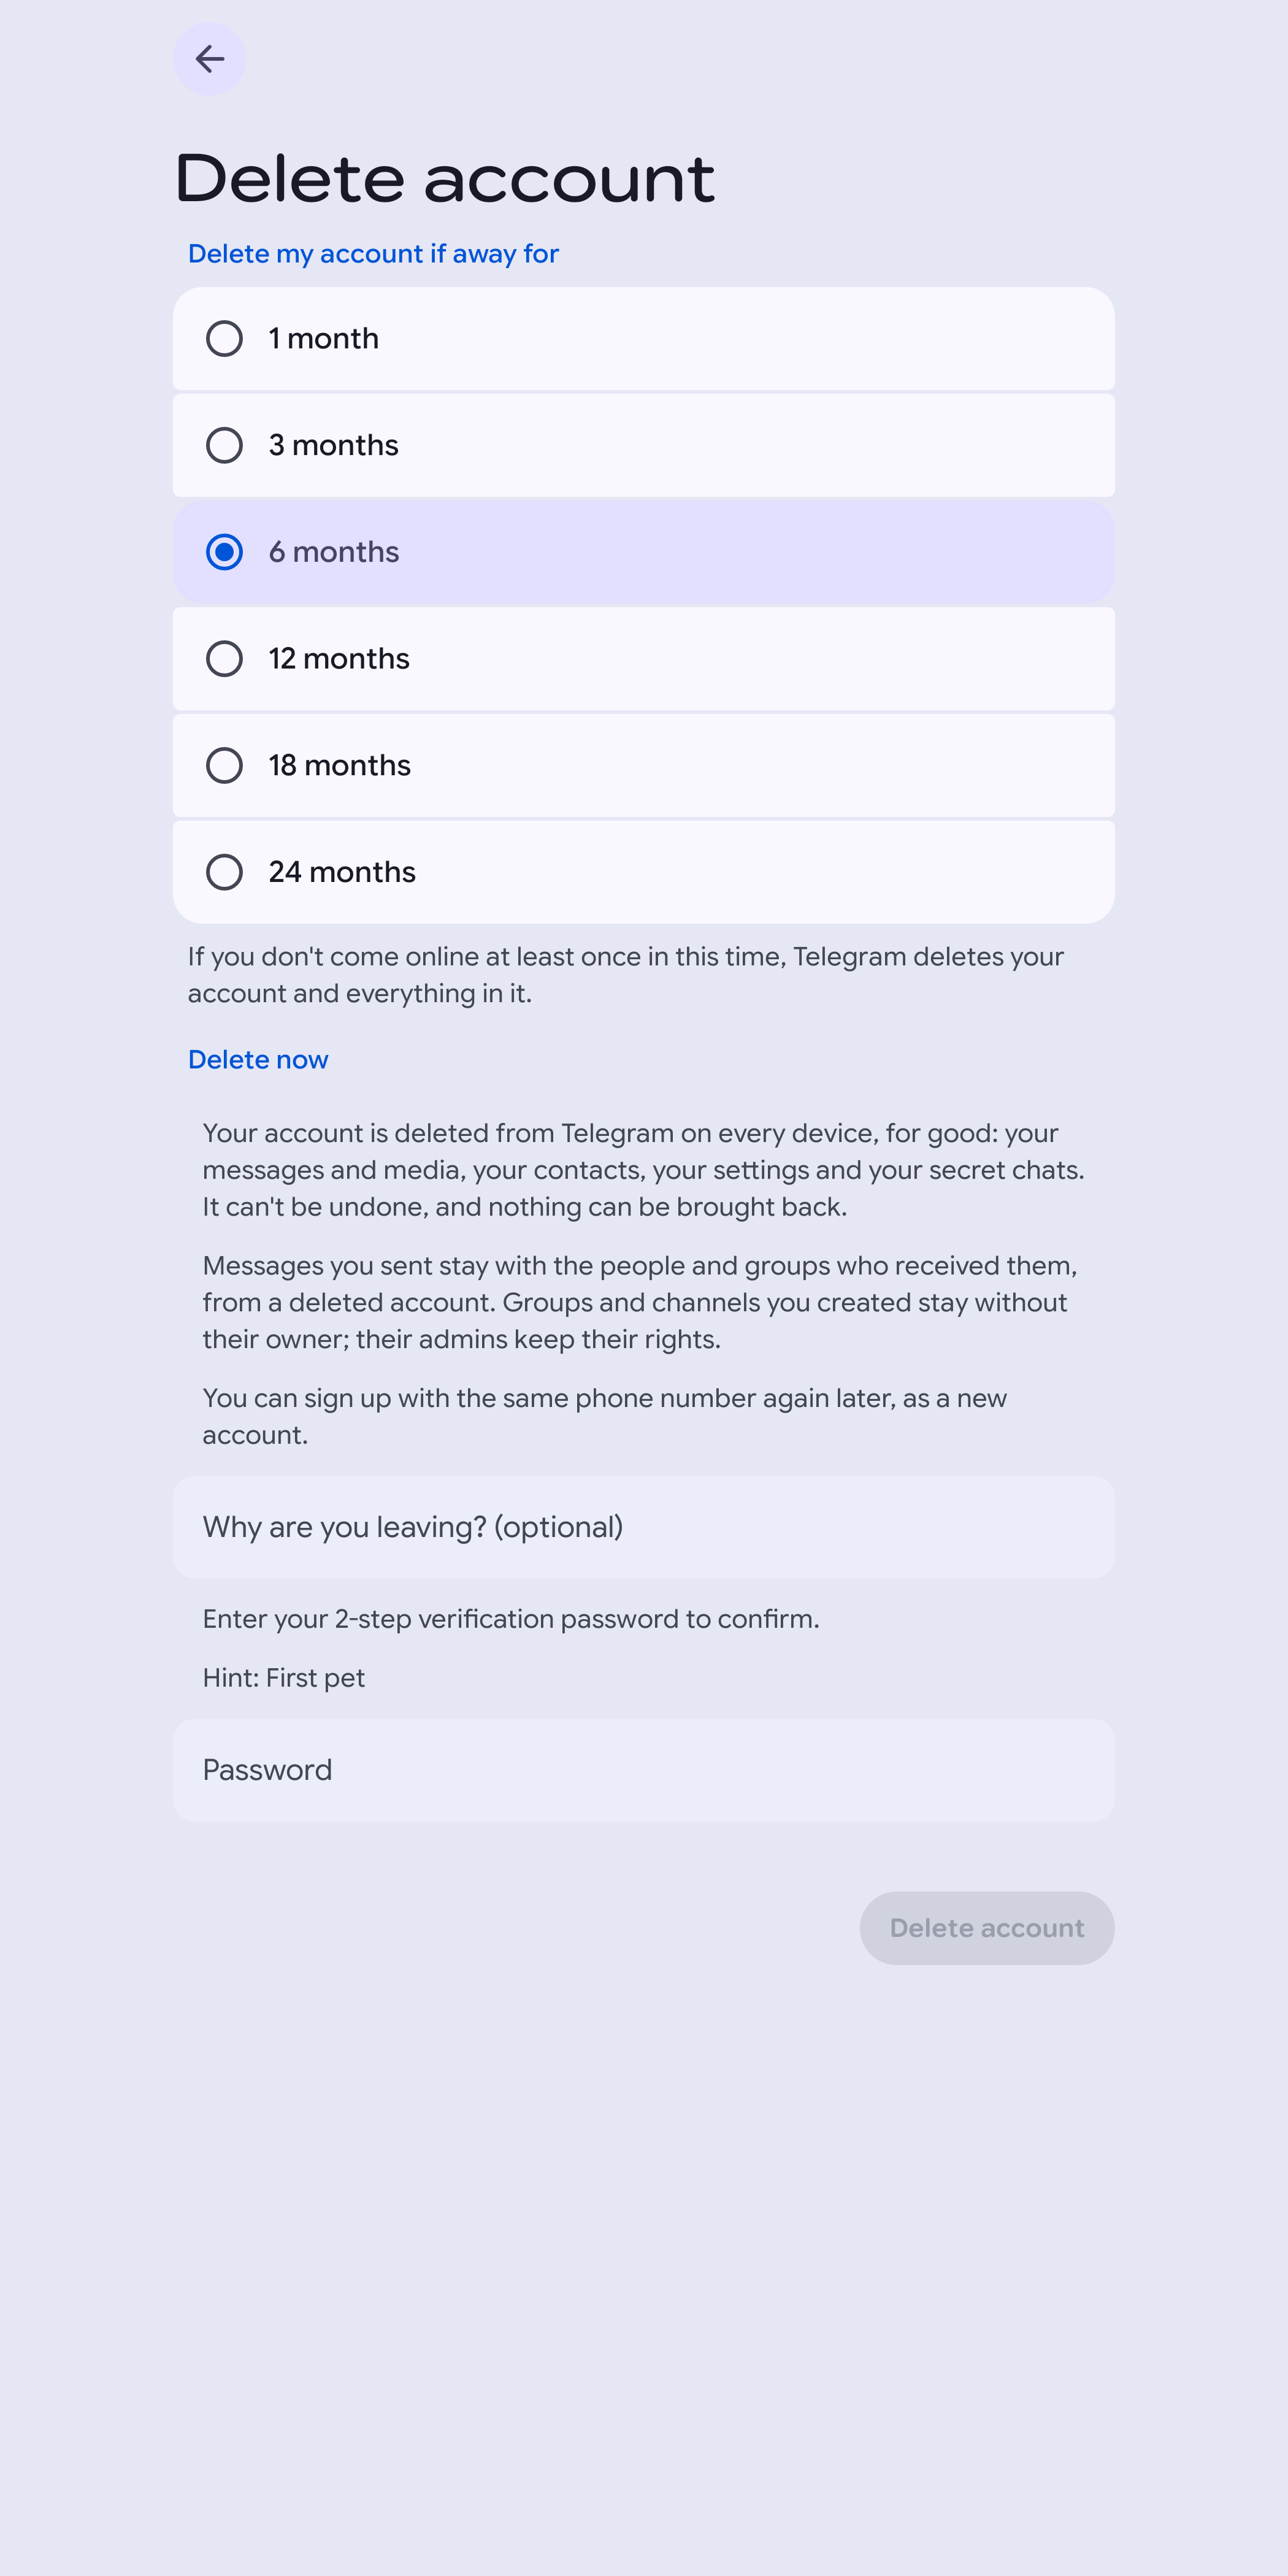 Delete account
Delete my account if away for
1 month
3 months
6 months
12 months
18 months
24 months
If you don't come online at least once in this time, Telegram deletes your
account and everything in it.
Delete now
Your account is deleted from Telegram on every device, for good: your
messages and media, your contacts, your settings and your secret chats.
It can't be undone, and nothing can be brought back.
Messages you sent stay with the people and groups who received them,
from a deleted account. Groups and channels you created stay without
their owner; their admins keep their rights.
You can sign up with the same phone number again later, as a new
account.
Why are you leaving? (optional)
Enter your 2-step verification password to confirm.
Hint: First pet
Password
Delete account